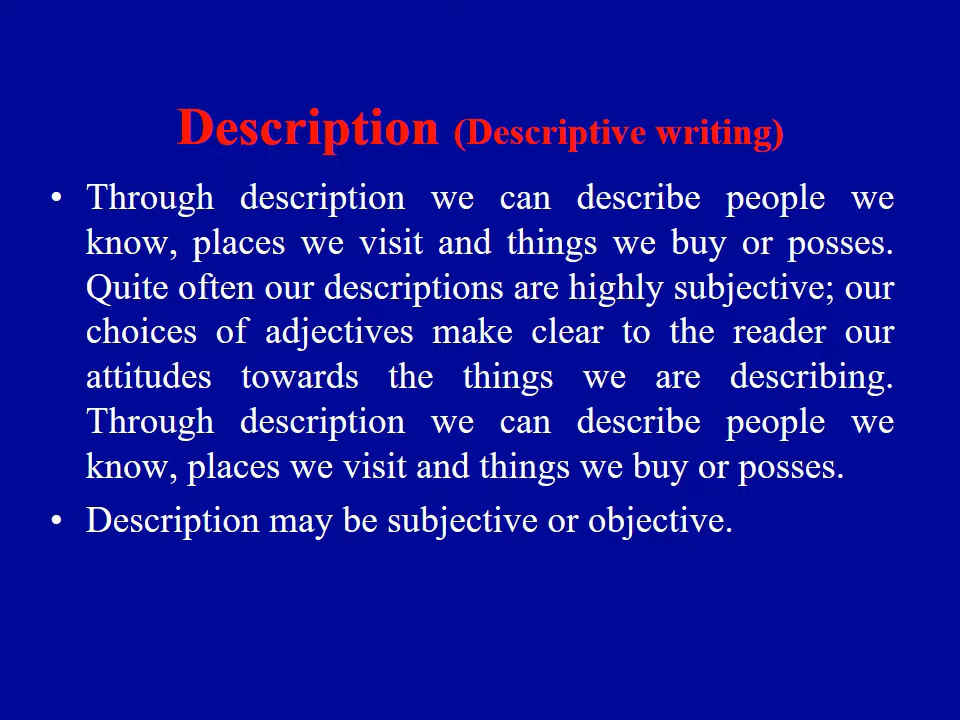 Description (Descriptive writing)
• Through description we can describe people we
know, places we visit and things we buy or posses.
Quite often our descriptions are highly subjective; our
choices of adjectives make clear to the reader our
attitudes towards the things we are describing.
Through description we can describe people we
know, places we visit and things we buy or posses.
• Description may be subjective or objective.